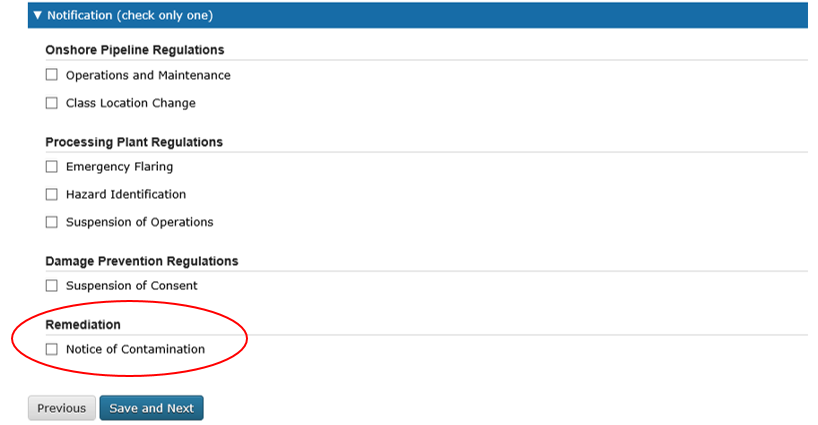 Notification (check only one)
Onshore Pipeline Regulations
Operations and Maintenance
Class Location Change
Processing Plant Regulations
Emergency Flaring
Hazard Identification
Suspension of Operations
Damage Prevention Regulations
Suspension of Consent
Remediation
Notice of Contamination
Previous Save and Next